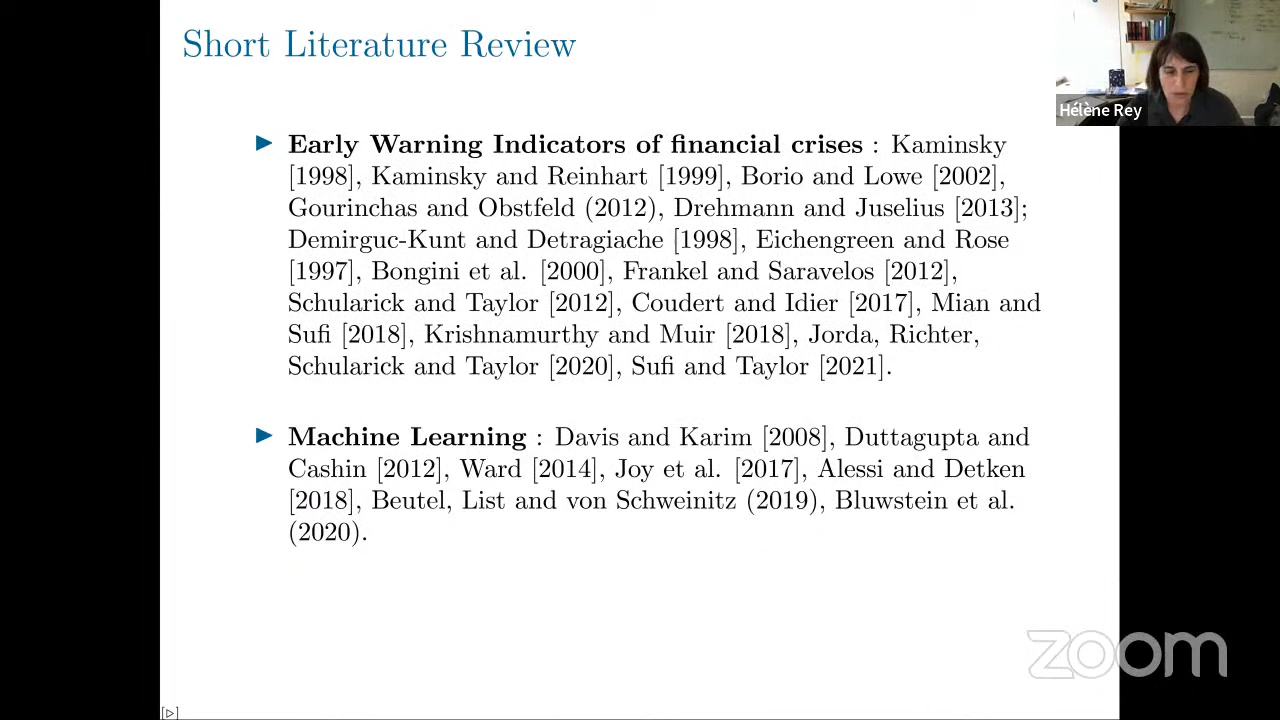 Short Literature Review
Hélène Rey
Early Warning Indicators of financial crises : Kaminsky
[1998], Kaminsky and Reinhart [1999], Borio and Lowe [2002],
Gourinchas and Obstfeld (2012), Drehmann and Juselius [2013];
Demirguc-Kunt and Detragiache [1998], Eichengreen and Rose
[1997], Bongini et al. [2000], Frankel and Saravelos [2012],
Schularick and Taylor [2012], Coudert and Idier [2017], Mian and
Sufi [2018], Krishnamurthy and Muir [2018], Jorda, Richter,
Schularick and Taylor [2020], Sufi and Taylor [2021].
Machine Learning : Davis and Karim [2008], Duttagupta and
Cashin [2012], Ward [2014], Joy et al. [2017], Alessi and Detken
[2018], Beutel, List and von Schweinitz (2019), Bluwstein et al.
(2020).
zoom